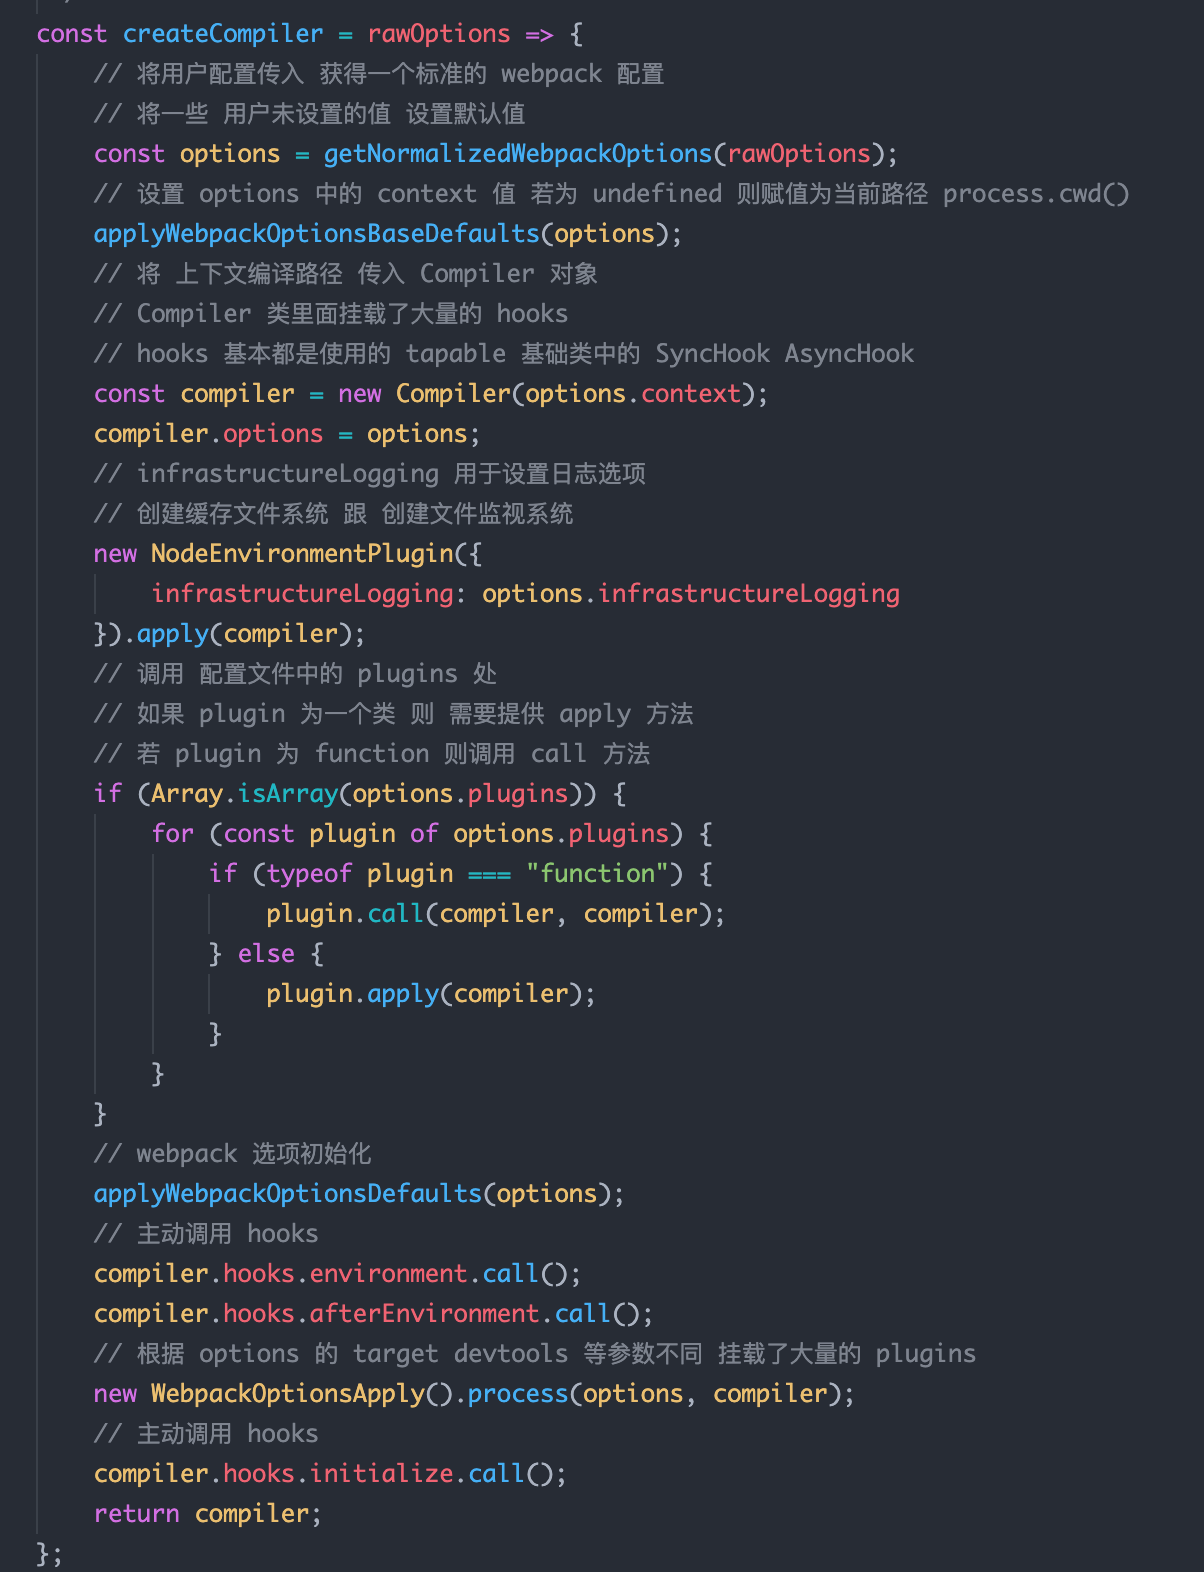 const createCompiler = rawOptions => {
    // 将用户配置传入 获得一个标准的 webpack 配置
    // 将一些 用户未设置的值 设置默认值
    const options = getNormalizedWebpackOptions(rawOptions);
    // 设置 options 中的 context 值 若为 undefined 则赋值为当前路径 process.cwd()
    applyWebpackOptionsBaseDefaults(options);
    // 将 上下文编译路径 传入 Compiler 对象
    // Compiler 类里面挂载了大量的 hooks
    // hooks 基本都是使用的 tapable 基础类中的 SyncHook AsyncHook
    const compiler = new Compiler(options.context);
    compiler.options = options;
    // infrastructureLogging 用于设置日志选项
    // 创建缓存文件系统 跟 创建文件监视系统
    new NodeEnvironmentPlugin({
        infrastructureLogging: options.infrastructureLogging
    }).apply(compiler);
    // 调用 配置文件中的 plugins 处
    // 如果 plugin 为一个类 则 需要提供 apply 方法
    // 若 plugin 为 function 则调用 call 方法
    if (Array.isArray(options.plugins)) {
        for (const plugin of options.plugins) {
            if (typeof plugin === "function") {
                plugin.call(compiler, compiler);
            } else {
                plugin.apply(compiler);
            }
        }
    }
    // webpack 选项初始化
    applyWebpackOptionsDefaults(options);
    // 主动调用 hooks
    compiler.hooks.environment.call();
    compiler.hooks.afterEnvironment.call();
    // 根据 options 的 target devtools 等参数不同 挂载了大量的 plugins
    new WebpackOptionsApply().process(options, compiler);
    // 主动调用 hooks
    compiler.hooks.initialize.call();
    return compiler;
};